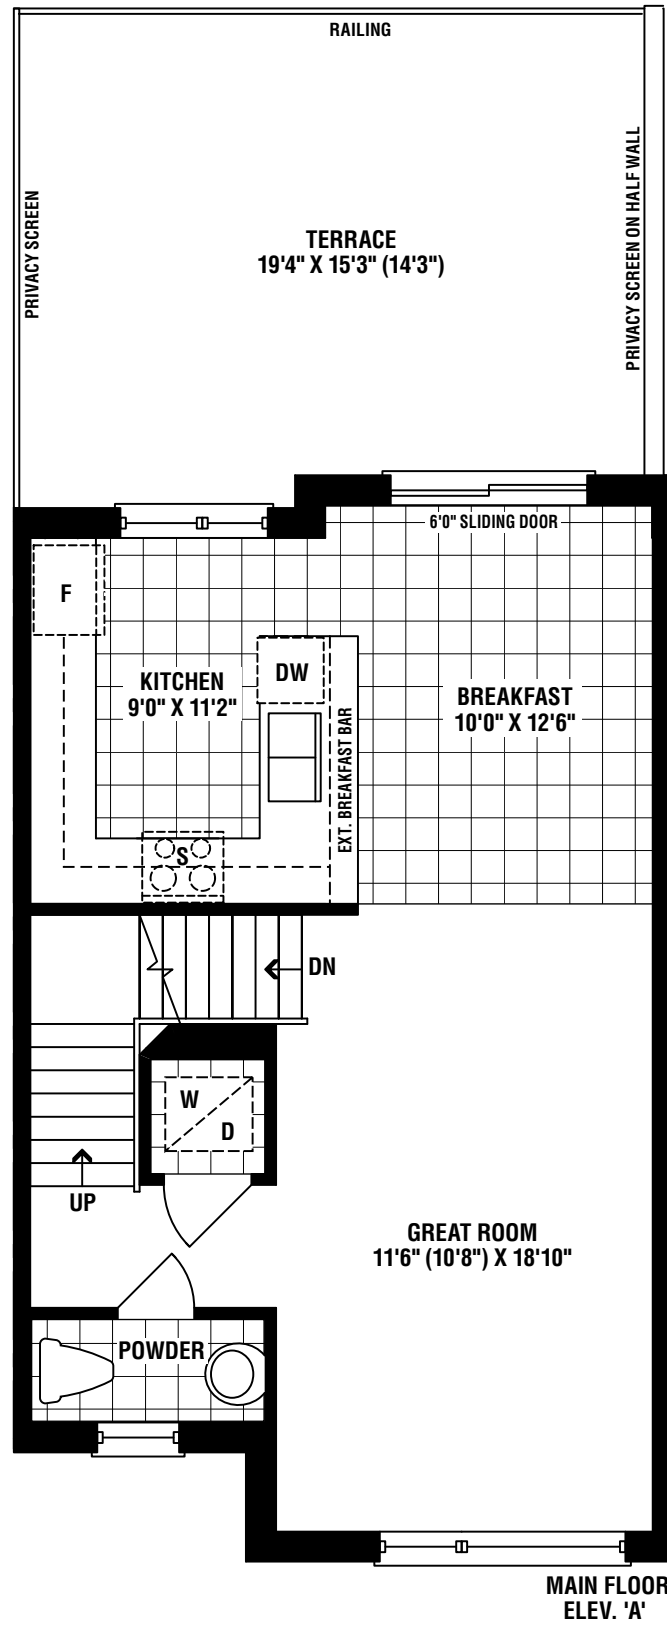 RAILING
PRIVACY SCREEN
PRIVACY SCREEN ON HALF WALL
TERRACE
19'4" X 15'3" (14'3")
6'0" SLIDING DOOR
F
KITCHEN
9'0" X 11'2"
DW
BREAKFAST
10'0" X 12'6"
EXT. BREAKFAST BAR
S
DN
W
D
UP
GREAT ROOM
11'6" (10'8") X 18'10"
POWDER
MAIN FLOOR
ELEV. 'A'